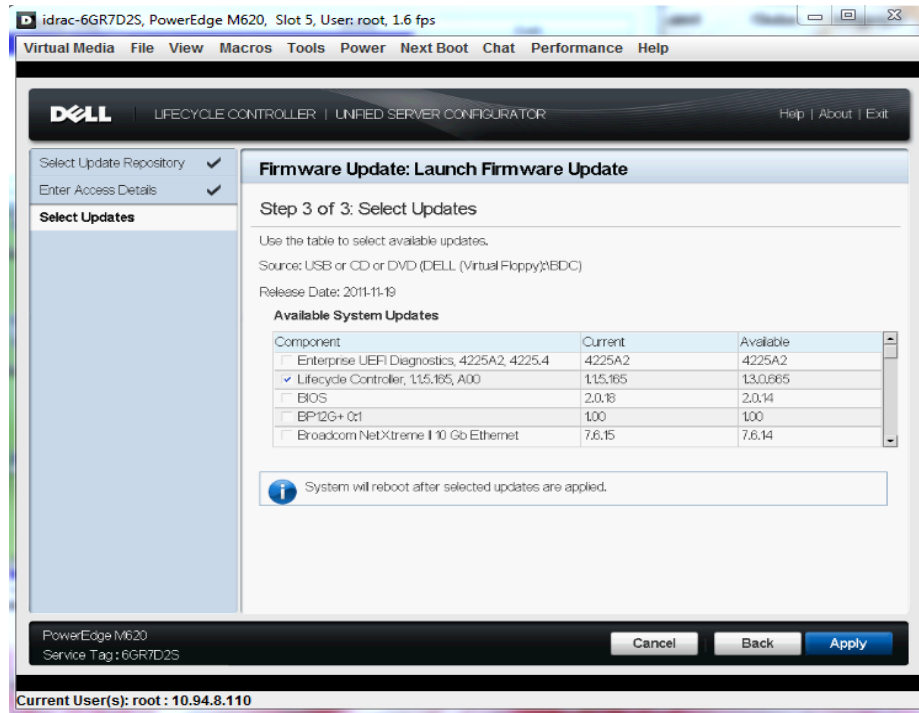 idrac-6GR7D2S, PowerEdge M620, Slot 5, User: root, 1.6 fps
Virtual Media File View Macros Tools Power Next Boot Chat Performance Help
DELL LIFECYCLE CONTROLLER | UNIFIED SERVER CONFIGURATOR Help | About | Exit
Select Update Repository
Enter Access Details
Select Updates
Firmware Update: Launch Firmware Update
Step 3 of 3: Select Updates
Use the table to select available updates.
Source: USB or CD or DVD (DELL (Virtual Floppy):\BDC)
Release Date: 2011-11-19
Available System Updates
Component Current Available
Enterprise UEFI Diagnostics, 4225A2, 4225.4 4225A2 4225A2
Lifecycle Controller, 1.1.5.165, A00 1.1.5.165 1.3.0.665
BIOS 2.0.18 2.0.14
BP12G+ 0:1 1.00 1.00
Broadcom NetXtreme II 10 Gb Ethernet 7.6.15 7.6.14
System will reboot after selected updates are applied.
PowerEdge M620
Service Tag : 6GR7D2S
Cancel Back Apply
Current User(s): root : 10.94.8.110